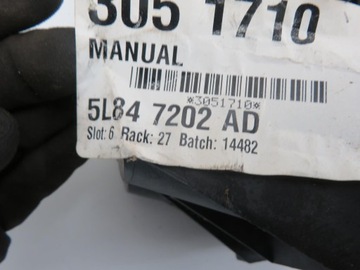 305 1710
MANUAL
*3051710*
5L84 7202 AD
Slot: 6 Rack: 27 Batch: 14482